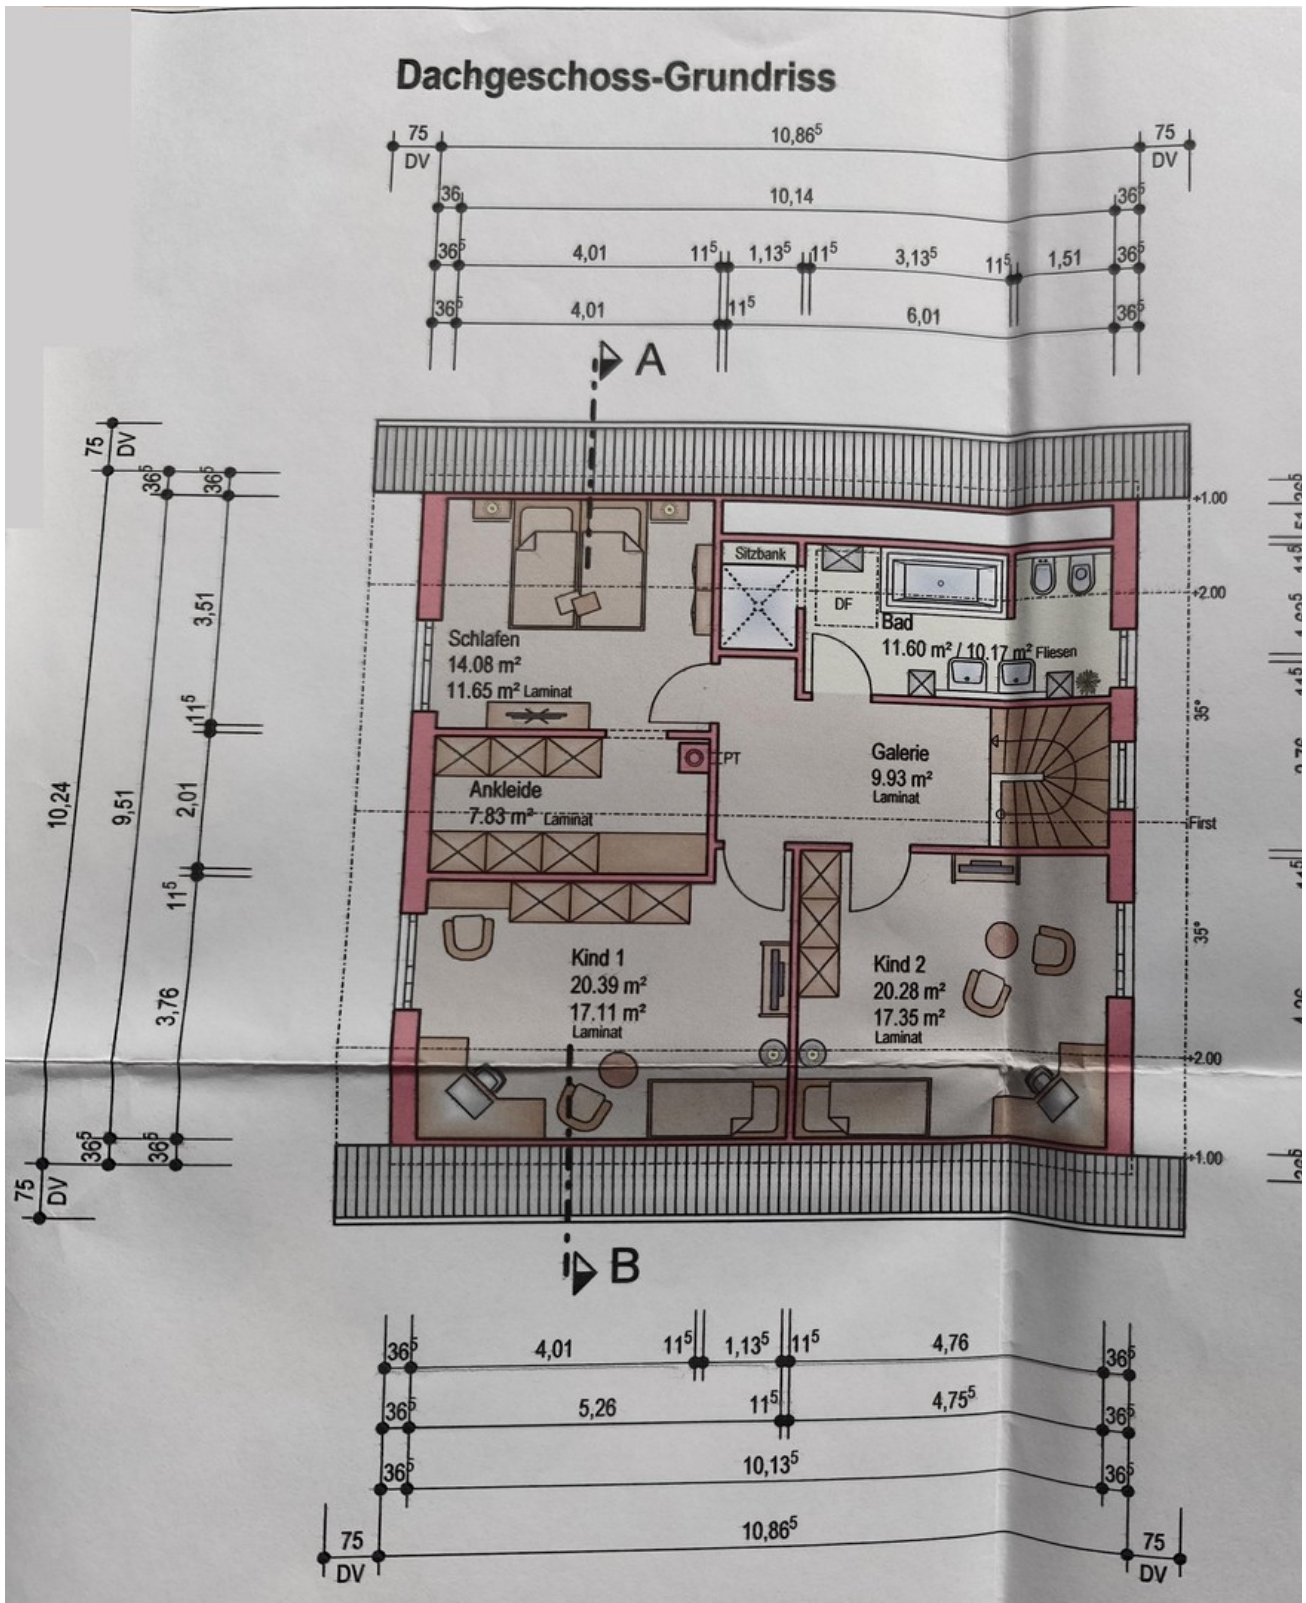 Dachgeschoss-Grundriss
75 10,86⁵ 75
DV DV
36 10,14 36⁵
36⁵ 4,01 11⁵ 1,13⁵ 11⁵ 3,13⁵ 11⁵ 1,51 36⁵
36⁵ 4,01 11⁵ 6,01 36⁵
A
75
DV
36⁵ 36⁵
3,51
11⁵
10,24 9,51 2,01
11⁵
3,76
36⁵ 36⁵
75
DV
+1.00
+2.00
35°
First
35°
+2.00
+1.00
Sitzbank
DF
Bad
11.60 m² / 10.17 m² Fliesen
Schlafen
14.08 m²
11.65 m² Laminat
PT
Galerie
9.93 m²
Laminat
Ankleide
7.83 m² Laminat
Kind 1
20.39 m²
17.11 m²
Laminat
Kind 2
20.28 m²
17.35 m²
Laminat
B
36⁵ 4,01 11⁵ 1,13⁵ 11⁵ 4,76 36⁵
36⁵ 5,26 11⁵ 4,75⁵ 36⁵
36⁵ 10,13⁵ 36⁵
75 10,86⁵ 75
DV DV